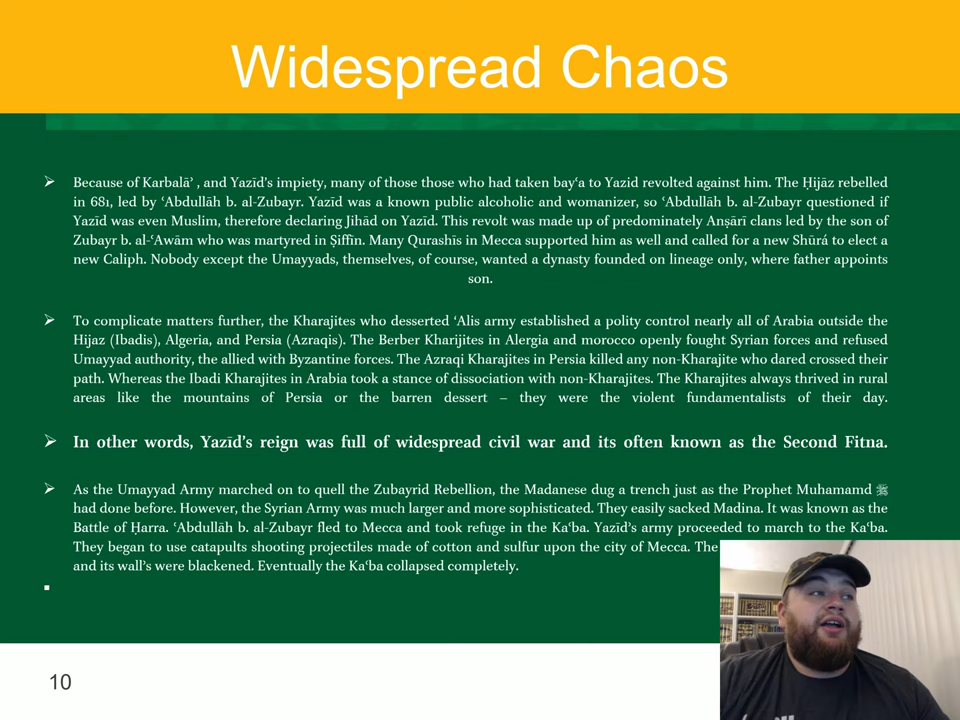 Widespread Chaos
Because of Karbalāʾ , and Yazīd's impiety, many of those those who had taken bayʿa to Yazid revolted against him. The Ḥijāz rebelled
in 681, led by ʿAbdullāh b. al-Zubayr. Yazīd was a known public alcoholic and womanizer, so ʿAbdullāh b. al-Zubayr questioned if
Yazīd was even Muslim, therefore declaring Jihād on Yazīd. This revolt was made up of predominately Anṣārī clans led by the son of
Zubayr b. al-ʿAwām who was martyred in Ṣiffīn. Many Qurashīs in Mecca supported him as well and called for a new Shūrá to elect a
new Caliph. Nobody except the Umayyads, themselves, of course, wanted a dynasty founded on lineage only, where father appoints
son.
To complicate matters further, the Kharajites who desserted ʿAlis army established a polity control nearly all of Arabia outside the
Hijaz (Ibadis), Algeria, and Persia (Azraqis). The Berber Kharijites in Alergia and morocco openly fought Syrian forces and refused
Umayyad authority, the allied with Byzantine forces. The Azraqi Kharajites in Persia killed any non-Kharajite who dared crossed their
path. Whereas the Ibadi Kharajites in Arabia took a stance of dissociation with non-Kharajites. The Kharajites always thrived in rural
areas like the mountains of Persia or the barren dessert – they were the violent fundamentalists of their day.
In other words, Yazīd's reign was full of widespread civil war and its often known as the Second Fitna.
As the Umayyad Army marched on to quell the Zubayrid Rebellion, the Madanese dug a trench just as the Prophet Muhamamd ﷺ
had done before. However, the Syrian Army was much larger and more sophisticated. They easily sacked Madina. It was known as the
Battle of Ḥarra. ʿAbdullāh b. al-Zubayr fled to Mecca and took refuge in the Kaʿba. Yazīd's army proceeded to march to the Kaʿba.
They began to use catapults shooting projectiles made of cotton and sulfur upon the city of Mecca. The
and its wall's were blackened. Eventually the Kaʿba collapsed completely.
10